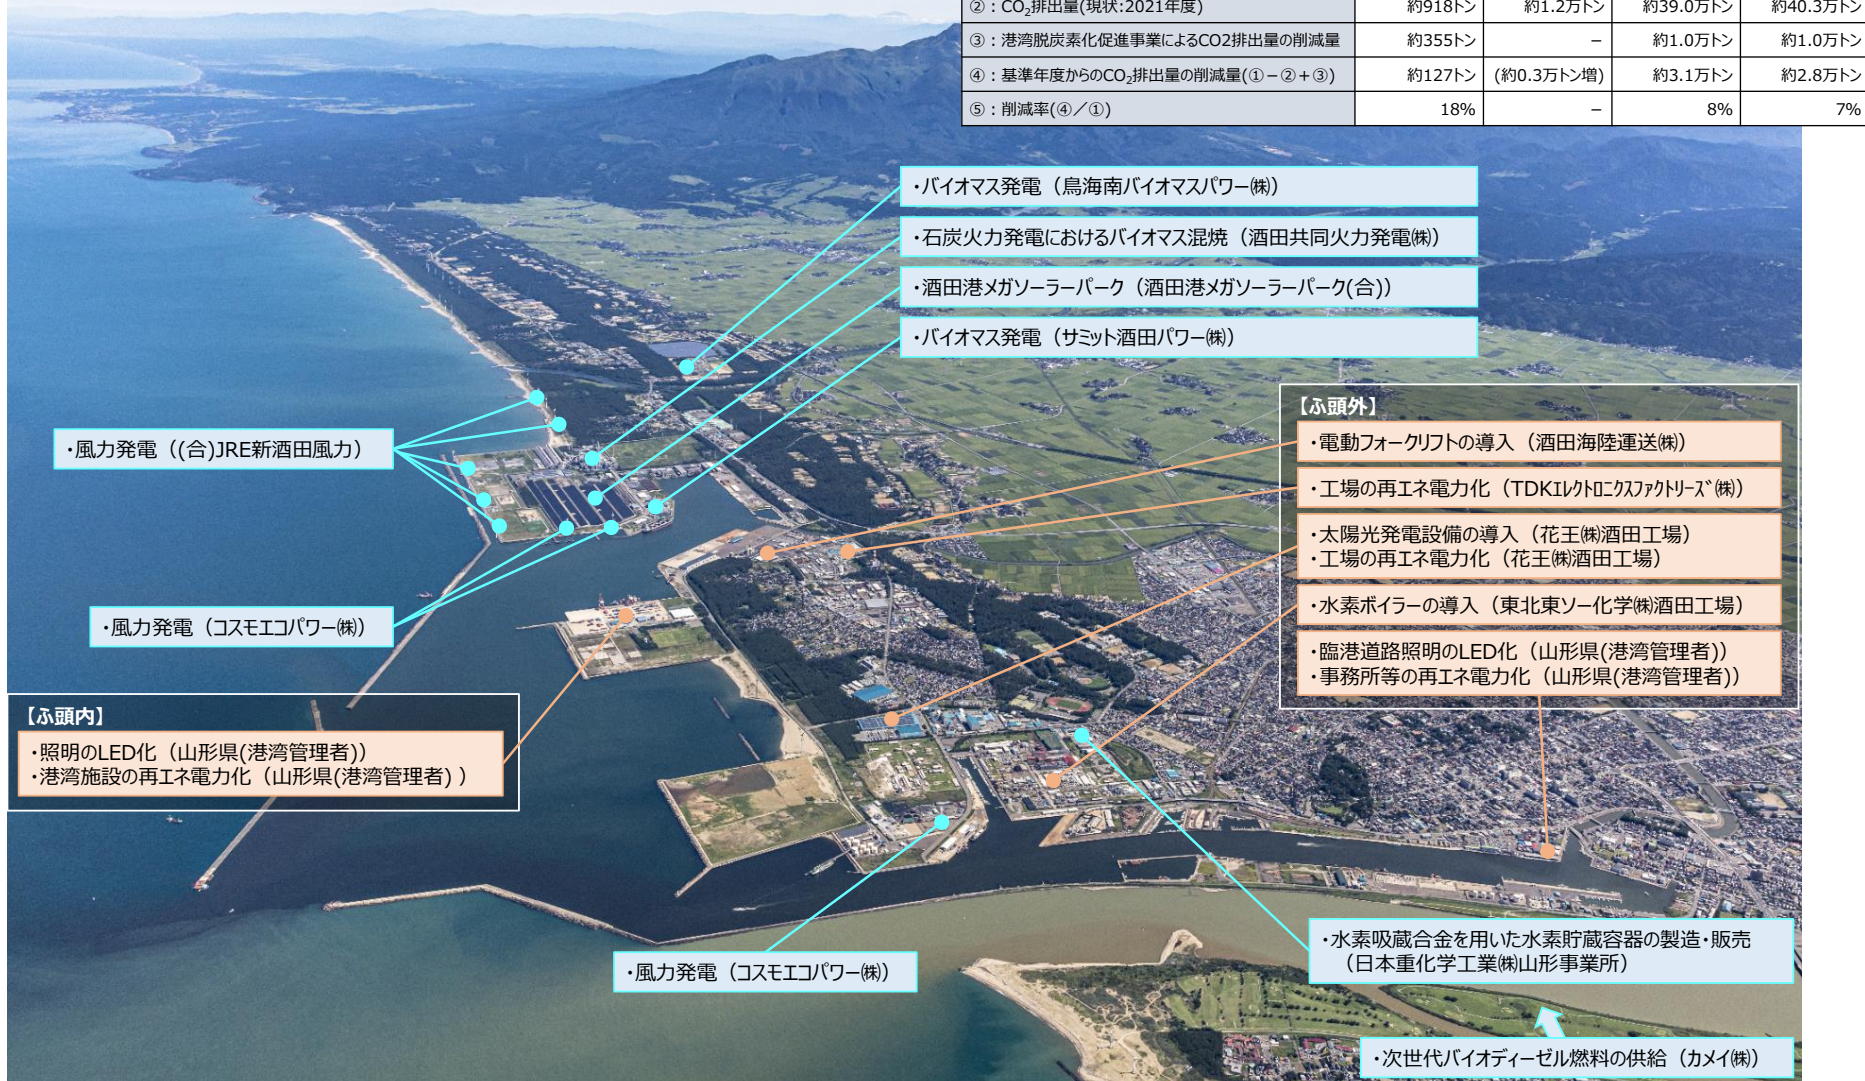 ②：CO₂排出量(現状:2021年度) 約918トン 約1.2万トン 約39.0万トン 約40.3万トン
③：港湾脱炭素化促進事業によるCO2排出量の削減量 約355トン － 約1.0万トン 約1.0万トン
④：基準年度からのCO₂排出量の削減量(①－②＋③) 約127トン (約0.3万トン増) 約3.1万トン 約2.8万トン
⑤：削減率(④／①) 18% － 8% 7%
・バイオマス発電（鳥海南バイオマスパワー㈱）
・石炭火力発電におけるバイオマス混焼（酒田共同火力発電㈱）
・酒田港メガソーラーパーク（酒田港メガソーラーパーク(合)）
・バイオマス発電（サミット酒田パワー㈱）
・風力発電（(合)JRE新酒田風力）
・風力発電（コスモエコパワー㈱）
【ふ頭外】
・電動フォークリフトの導入（酒田海陸運送㈱）
・工場の再エネ電力化（TDKｴﾚｸﾄﾛﾆｸｽﾌｧｸﾄﾘｰｽﾞ㈱）
・太陽光発電設備の導入（花王㈱酒田工場）
・工場の再エネ電力化（花王㈱酒田工場）
・水素ボイラーの導入（東北東ソー化学㈱酒田工場）
・臨港道路照明のLED化（山形県(港湾管理者)）
・事務所等の再エネ電力化（山形県(港湾管理者)）
【ふ頭内】
・照明のLED化（山形県(港湾管理者)）
・港湾施設の再エネ電力化（山形県(港湾管理者) ）
・風力発電（コスモエコパワー㈱）
・水素吸蔵合金を用いた水素貯蔵容器の製造・販売
（日本重化学工業㈱山形事業所）
・次世代バイオディーゼル燃料の供給（カメイ㈱）